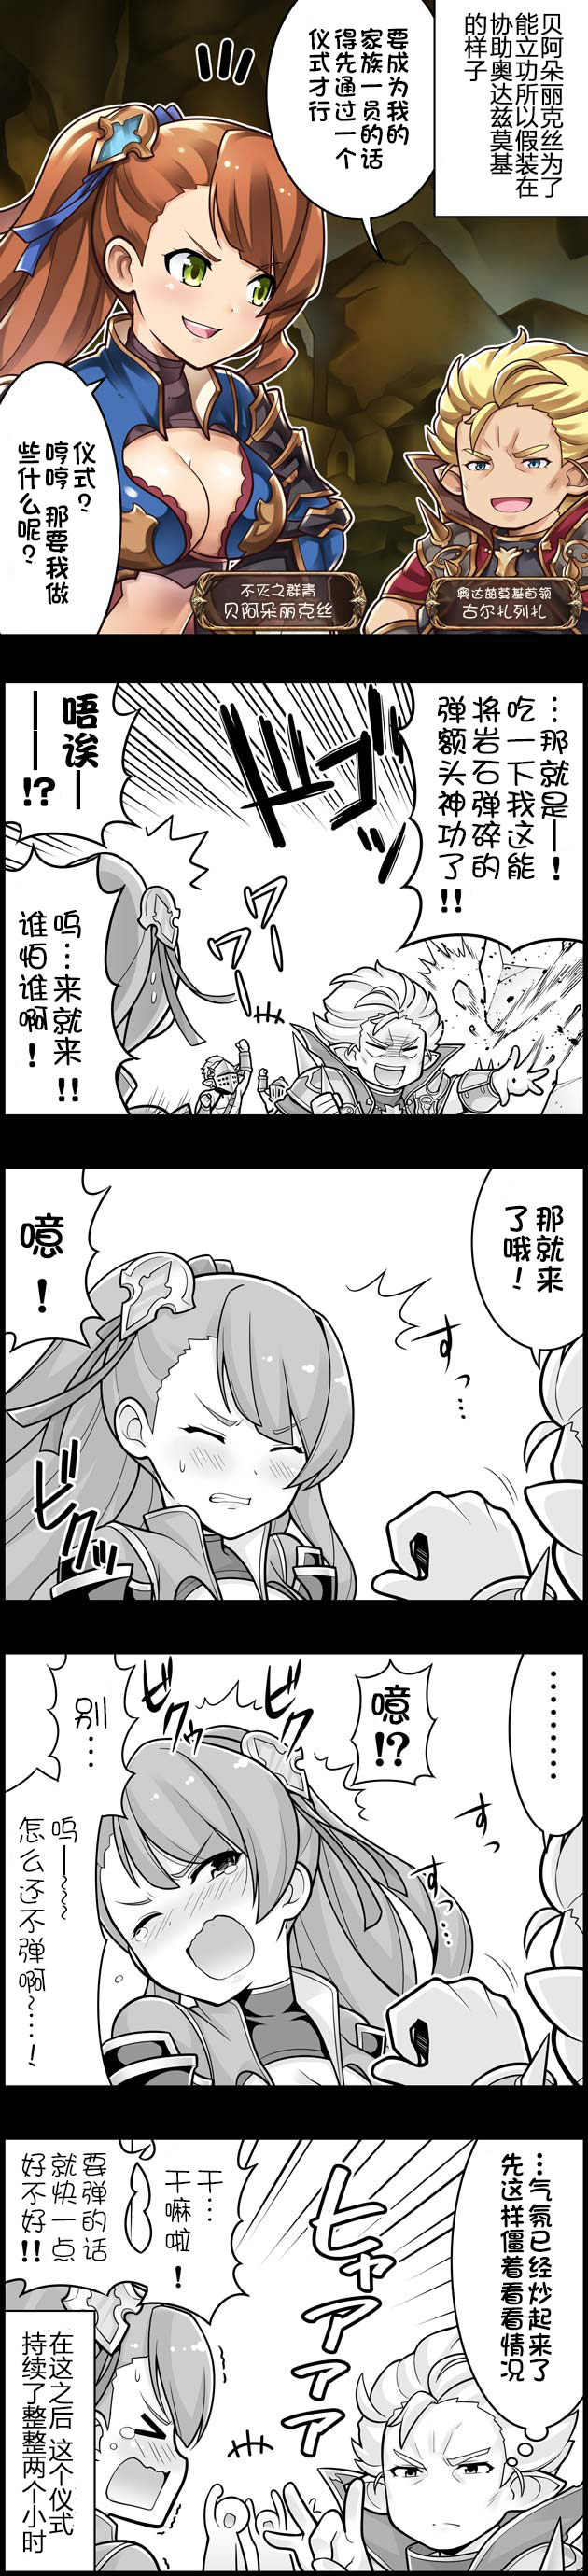 贝阿朵丽克丝为了
能立功所以假装在
协助奥达兹莫基
的样子
要成为我的
家族一员的话
得先通过一个
仪式才行
仪式？
哼哼 那要我做
些什么呢？
不灭之群青
贝阿朵丽克丝
奥达兹莫基首领
古尔扎列扎
…那就是—！
吃一下我这能
将岩石弹碎的
弹额头神功了!!
ドゴッ
唔诶—
——!?
ワーワー
呜…来就来!!
谁怕谁啊！
那就来
了哦！
すっ…
噫！
ビクッ
………
すっ
すっ…
噫!?
ビクッ
ビクッ
别…
呜——~~~
怎么还不弹啊~…！
…气氛已经炒起来了
先这样僵着看看情况
ヒャアアアア
干…
干嘛啦！
要弹的话
就快一点
好不好!!
在这之后 这个仪式
持续了整整两个小时